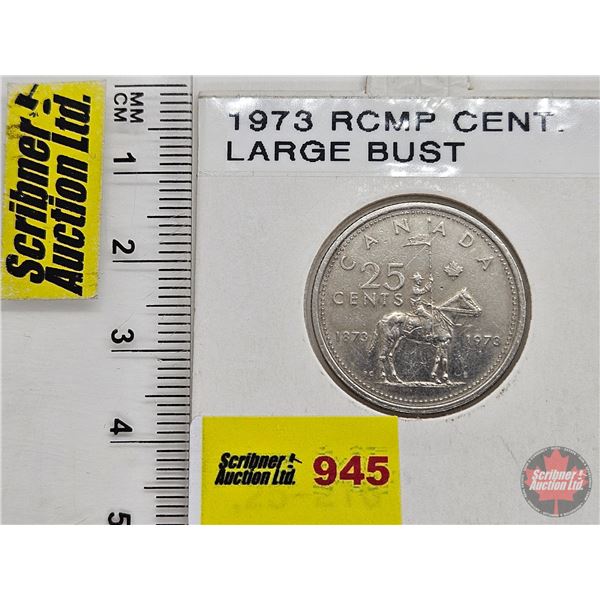 Scribner
Auction Ltd.
MM
CM
1
2
3
4
5
1973 RCMP CENT.
LARGE BUST
CANADA
25
CENTS
1873 1973
Scribner
Auction Ltd. 945
Scribner
Auction Ltd.